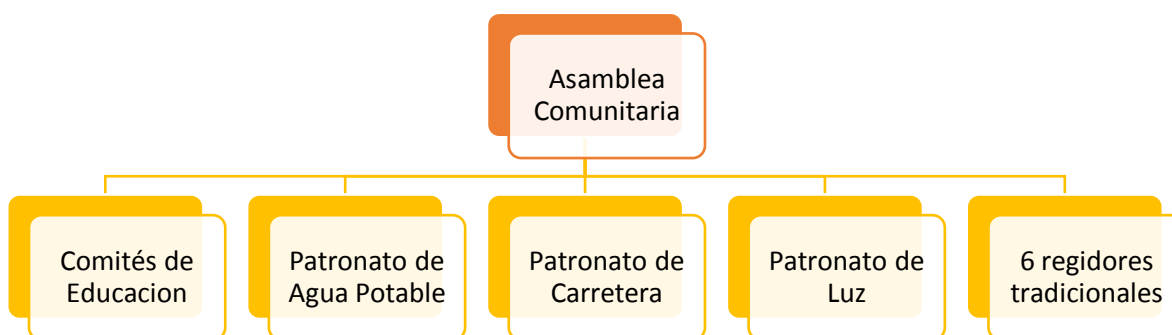 Asamblea
Comunitaria
Comités de
Educacion
Patronato de
Agua Potable
Patronato de
Carretera
Patronato de
Luz
6 regidores
tradicionales